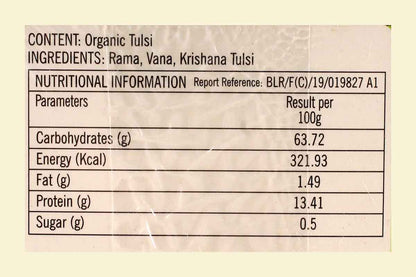 CONTENT: Organic Tulsi
INGREDIENTS: Rama, Vana, Krishana Tulsi
NUTRITIONAL INFORMATION Report Reference: BLR/F(C)/19/019827 A1
Parameters Result per
100g
Carbohydrates (g) 63.72
Energy (Kcal) 321.93
Fat (g) 1.49
Protein (g) 13.41
Sugar (g) 0.5